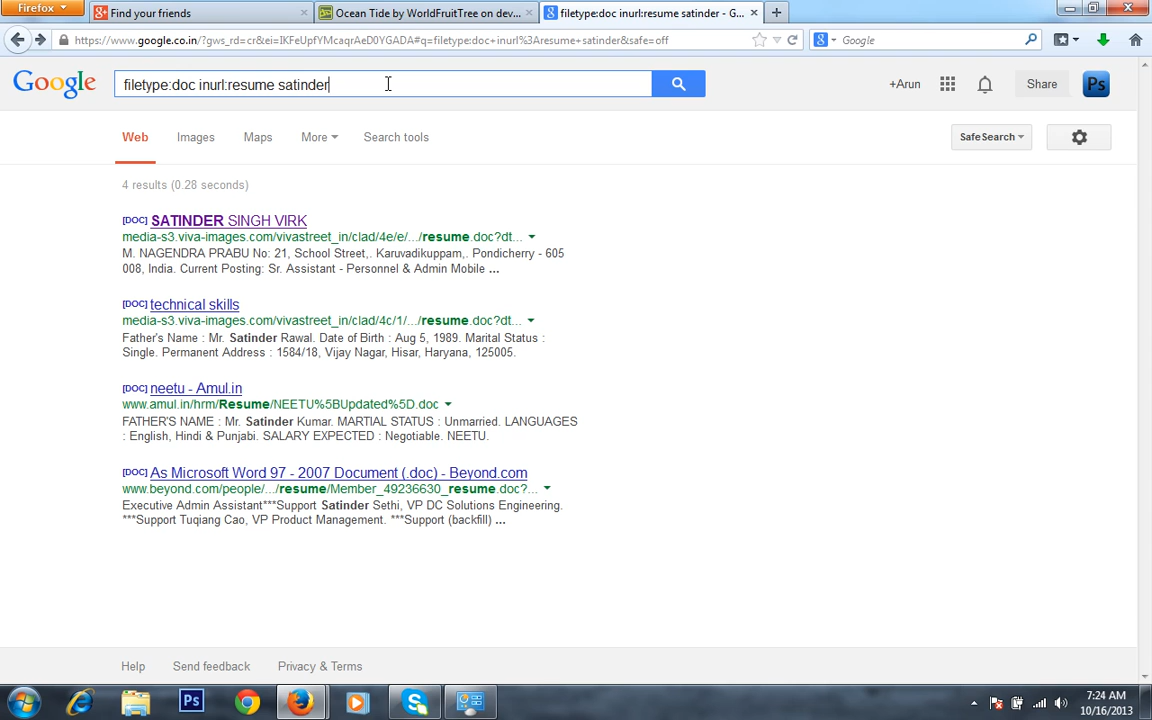 Firefox
Find your friends
Ocean Tide by WorldFruitTree on dev...
filetype:doc inurl:resume satinder - G...
https://www.google.co.in/?gws_rd=cr&ei=IKFeUpfYMcaqrAeD0YGADA#q=filetype:doc+inurl%3Aresume+satinder&safe=off
Google
Google
filetype:doc inurl:resume satinder
+Arun
Share
Ps
Web
Images
Maps
More
Search tools
SafeSearch
4 results (0.28 seconds)
[DOC] SATINDER SINGH VIRK
media-s3.viva-images.com/vivastreet_in/clad/4e/e/.../resume.doc?dt...
M. NAGENDRA PRABU No: 21, School Street,. Karuvadikuppam,. Pondicherry - 605
008, India. Current Posting: Sr. Assistant - Personnel & Admin Mobile ...
[DOC] technical skills
media-s3.viva-images.com/vivastreet_in/clad/4c/1/.../resume.doc?dt...
Father's Name : Mr. Satinder Rawal. Date of Birth : Aug 5, 1989. Marital Status :
Single. Permanent Address : 1584/18, Vijay Nagar, Hisar, Haryana, 125005.
[DOC] neetu - Amul.in
www.amul.in/hrm/Resume/NEETU%5BUpdated%5D.doc
FATHER'S NAME : Mr. Satinder Kumar. MARTIAL STATUS : Unmarried. LANGUAGES
: English, Hindi & Punjabi. SALARY EXPECTED : Negotiable. NEETU.
[DOC] As Microsoft Word 97 - 2007 Document (.doc) - Beyond.com
www.beyond.com/people/.../resume/Member_49236630_resume.doc?...
Executive Admin Assistant***Support Satinder Sethi, VP DC Solutions Engineering.
***Support Tuqiang Cao, VP Product Management. ***Support (backfill) ...
Help
Send feedback
Privacy & Terms
Ps
7:24 AM
10/16/2013